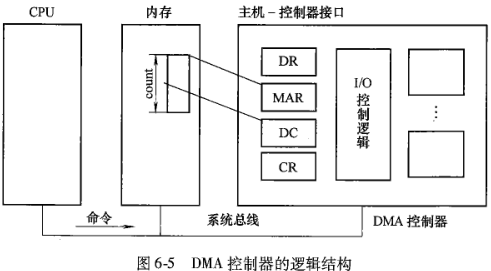 CPU
内存
主机-控制器接口
count
DR
MAR
DC
CR
I/O
控
制
逻
辑
⋮
命令
系统总线
DMA 控制器
图 6-5 DMA 控制器的逻辑结构